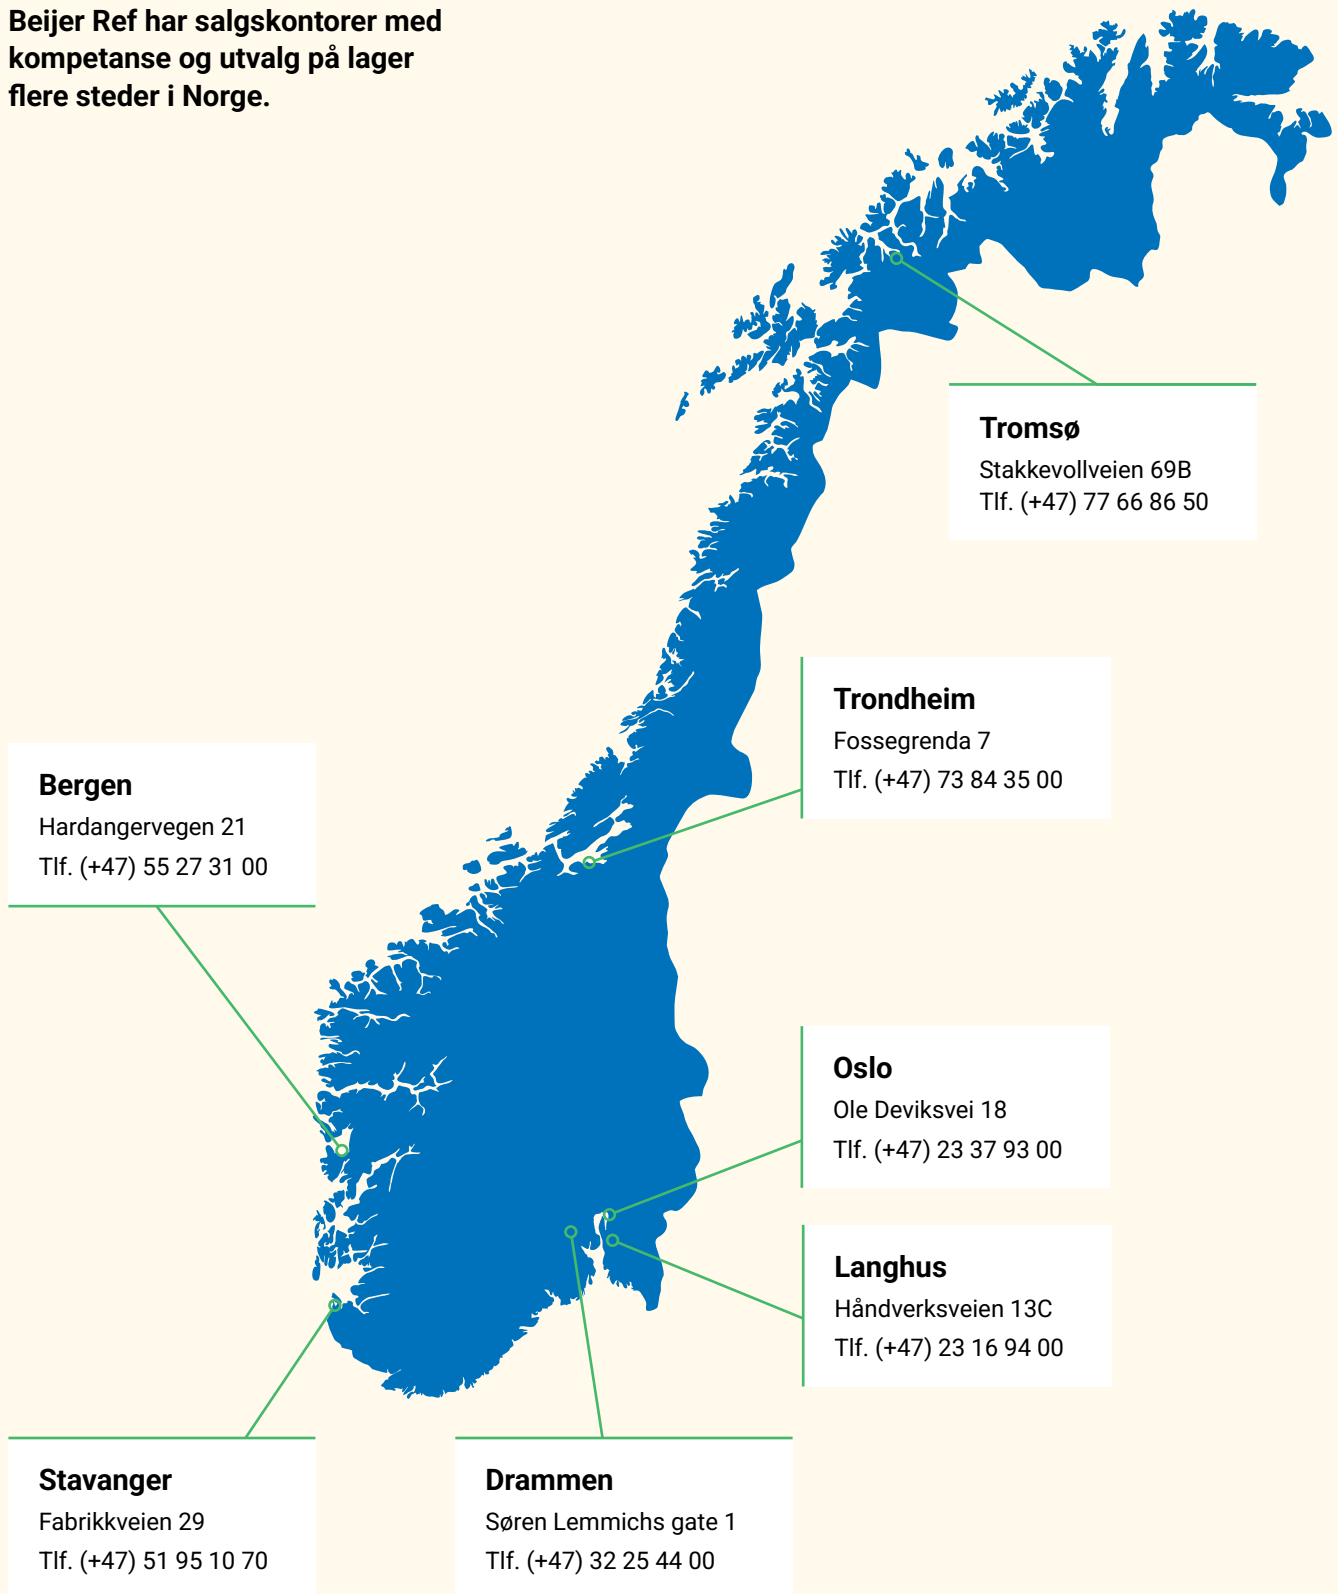 Beijer Ref har salgskontorer med
kompetanse og utvalg på lager
flere steder i Norge.
Tromsø
Stakkevollveien 69B
Tlf. (+47) 77 66 86 50
Trondheim
Fossegrenda 7
Tlf. (+47) 73 84 35 00
Bergen
Hardangervegen 21
Tlf. (+47) 55 27 31 00
Oslo
Ole Deviksvei 18
Tlf. (+47) 23 37 93 00
Langhus
Håndverksveien 13C
Tlf. (+47) 23 16 94 00
Stavanger
Fabrikkveien 29
Tlf. (+47) 51 95 10 70
Drammen
Søren Lemmichs gate 1
Tlf. (+47) 32 25 44 00